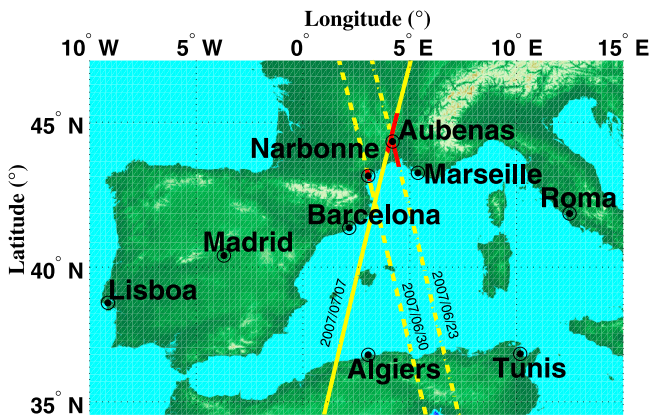 Longitude (°)
10° W 5° W 0° 5° E 10° E 15° E
45° N
Aubenas
Narbonne
Marseille
Roma
Barcelona
Madrid
Latitude (°)
40° N
Lisboa
2007/07/07
2007/06/30
2007/06/23
Algiers
Tunis
35° N